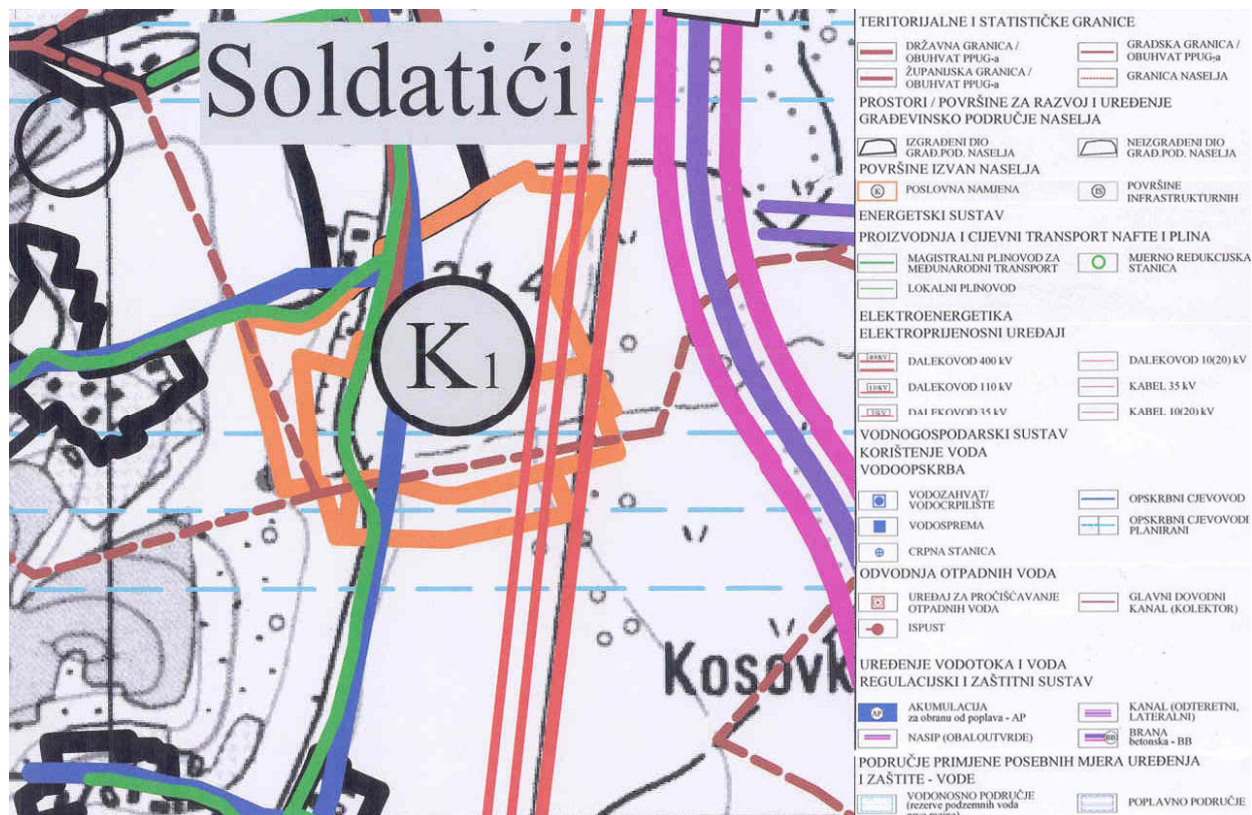 Soldatići
214
K1
Kosovk
TERITORIJALNE I STATISTIČKE GRANICE
DRŽAVNA GRANICA /
OBUHVAT PPUG-a
GRADSKA GRANICA /
OBUHVAT PPUG-a
ŽUPANIJSKA GRANICA /
OBUHVAT PPUG-a
GRANICA NASELJA
PROSTORI / POVRŠINE ZA RAZVOJ I UREĐENJE
GRAĐEVINSKO PODRUČJE NASELJA
IZGRAĐENI DIO
GRAĐ.POD. NASELJA
NEIZGRAĐENI DIO
GRAĐ.POD. NASELJA
POVRŠINE IZVAN NASELJA
K
POSLOVNA NAMJENA
IS
POVRŠINE
INFRASTRUKTURNIH
ENERGETSKI SUSTAV
PROIZVODNJA I CIJEVNI TRANSPORT NAFTE I PLINA
MAGISTRALNI PLINOVOD ZA
MEĐUNARODNI TRANSPORT
MJERNO REDUKCIJSKA
STANICA
LOKALNI PLINOVOD
ELEKTROENERGETIKA
ELEKTROPRIJENOSNI UREĐAJI
DALEKOVOD 400 kV
DALEKOVOD 10(20) kV
DALEKOVOD 110 kV
KABEL 35 kV
DALEKOVOD 35 kV
KABEL 10(20) kV
VODNOGOSPODARSKI SUSTAV
KORIŠTENJE VODA
VODOOPSKRBA
VODOZAHVAT/
VODOCRPILIŠTE
OPSKRBNI CJEVOVOD
VODOSPREMA
OPSKRBNI CJEVOVODI
PLANIRANI
CRPNA STANICA
ODVODNJA OTPADNIH VODA
UREĐAJ ZA PROČIŠĆAVANJE
OTPADNIH VODA
GLAVNI DOVODNI
KANAL (KOLEKTOR)
ISPUST
UREĐENJE VODOTOKA I VODA
REGULACIJSKI I ZAŠTITNI SUSTAV
AP
AKUMULACIJA
za obranu od poplava - AP
KANAL (ODTERETNI,
LATERALNI)
NASIP (OBALOUTVRDE)
BB
BRANA
betonska - BB
PODRUČJE PRIMJENE POSEBNIH MJERA UREĐENJA
I ZAŠTITE - VODE
VODONOSNO PODRUČJE
(rezerve podzemnih voda
POPLAVNO PODRUČJE